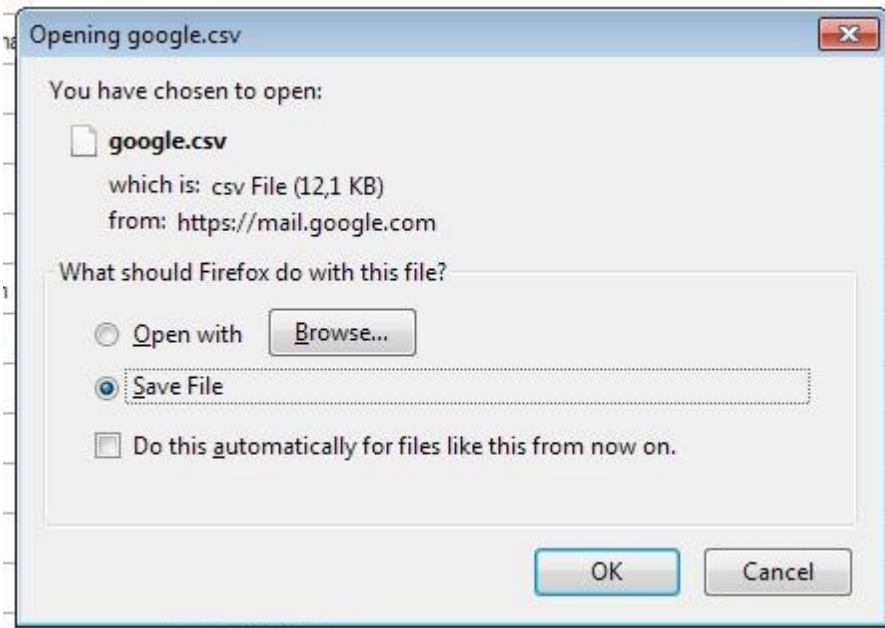 Opening google.csv
You have chosen to open:
google.csv
which is: csv File (12,1 KB)
from: https://mail.google.com
What should Firefox do with this file?
Open with Browse...
Save File
Do this automatically for files like this from now on.
OK Cancel